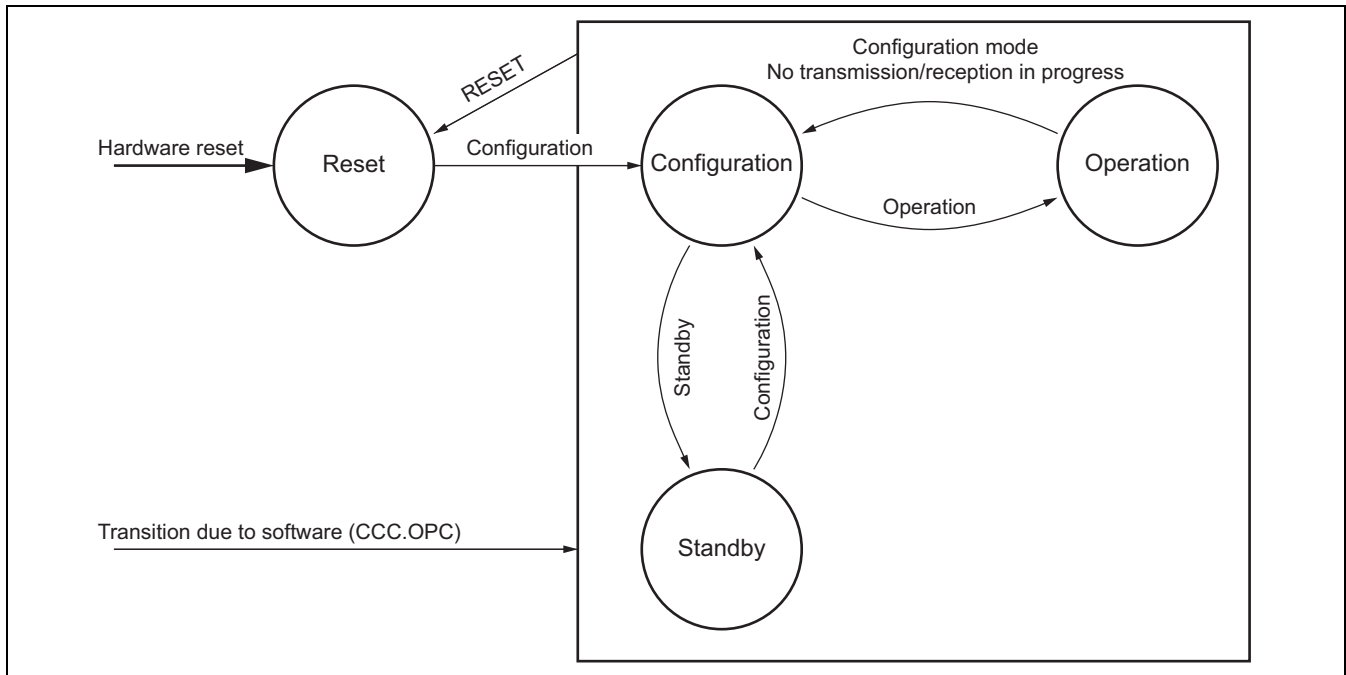 Configuration mode
No transmission/reception in progress
RESET
Hardware reset
Reset
Configuration
Configuration
Operation
Operation
Standby
Configuration
Transition due to software (CCC.OPC)
Standby